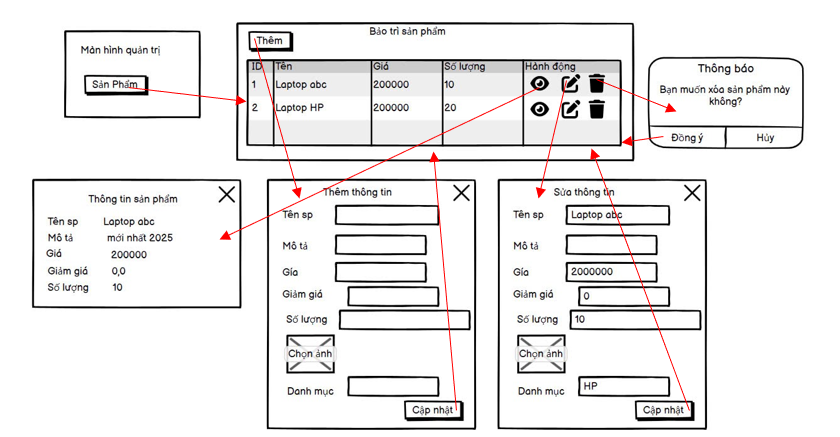 Màn hình quản trị
Sản Phẩm
Bảo trì sản phẩm
Thêm
ID Tên Giá Số lượng Hành động
1 Laptop abc 200000 10
2 Laptop HP 200000 20
Thông báo
Bạn muốn xóa sản phẩm này
không?
Đồng ý Hủy
Thông tin sản phẩm
Tên sp Laptop abc
Mô tả mới nhất 2025
Giá 200000
Giảm giá 0,0
Số lượng 10
Thêm thông tin
Tên sp
Mô tả
Gía
Giảm giá
Số lượng
Chọn ảnh
Danh mục
Cập nhật
Sửa thông tin
Tên sp Laptop abc
Mô tả
Gía 2000000
Giảm giá 0
Số lượng 10
Chọn ảnh
Danh mục HP
Cập nhật